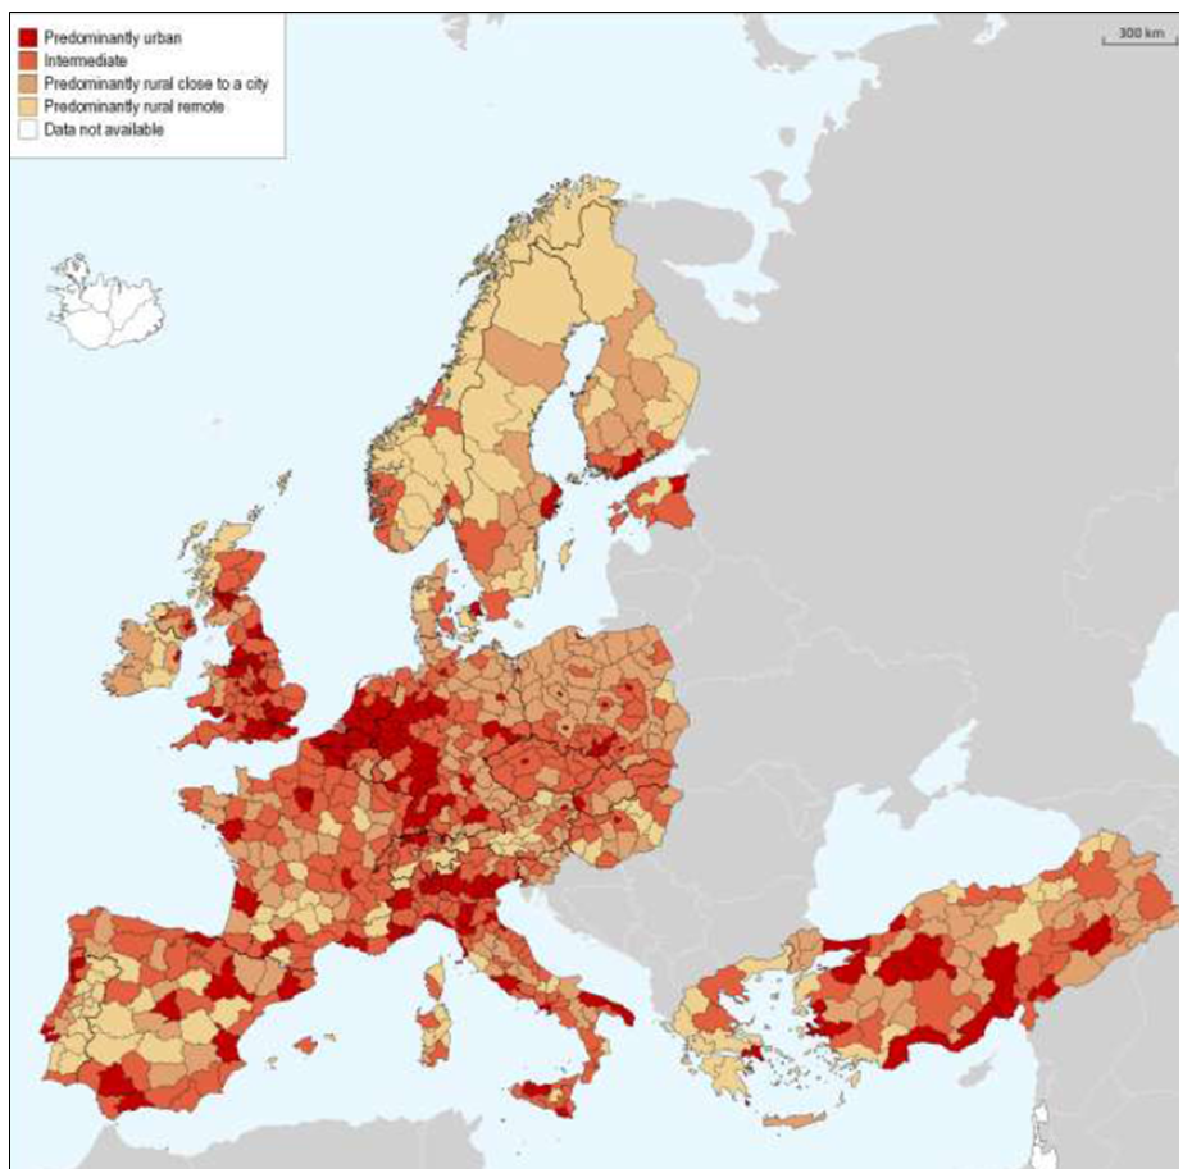 Predominantly urban
Intermediate
Predominantly rural close to a city
Predominantly rural remote
Data not available
300 km